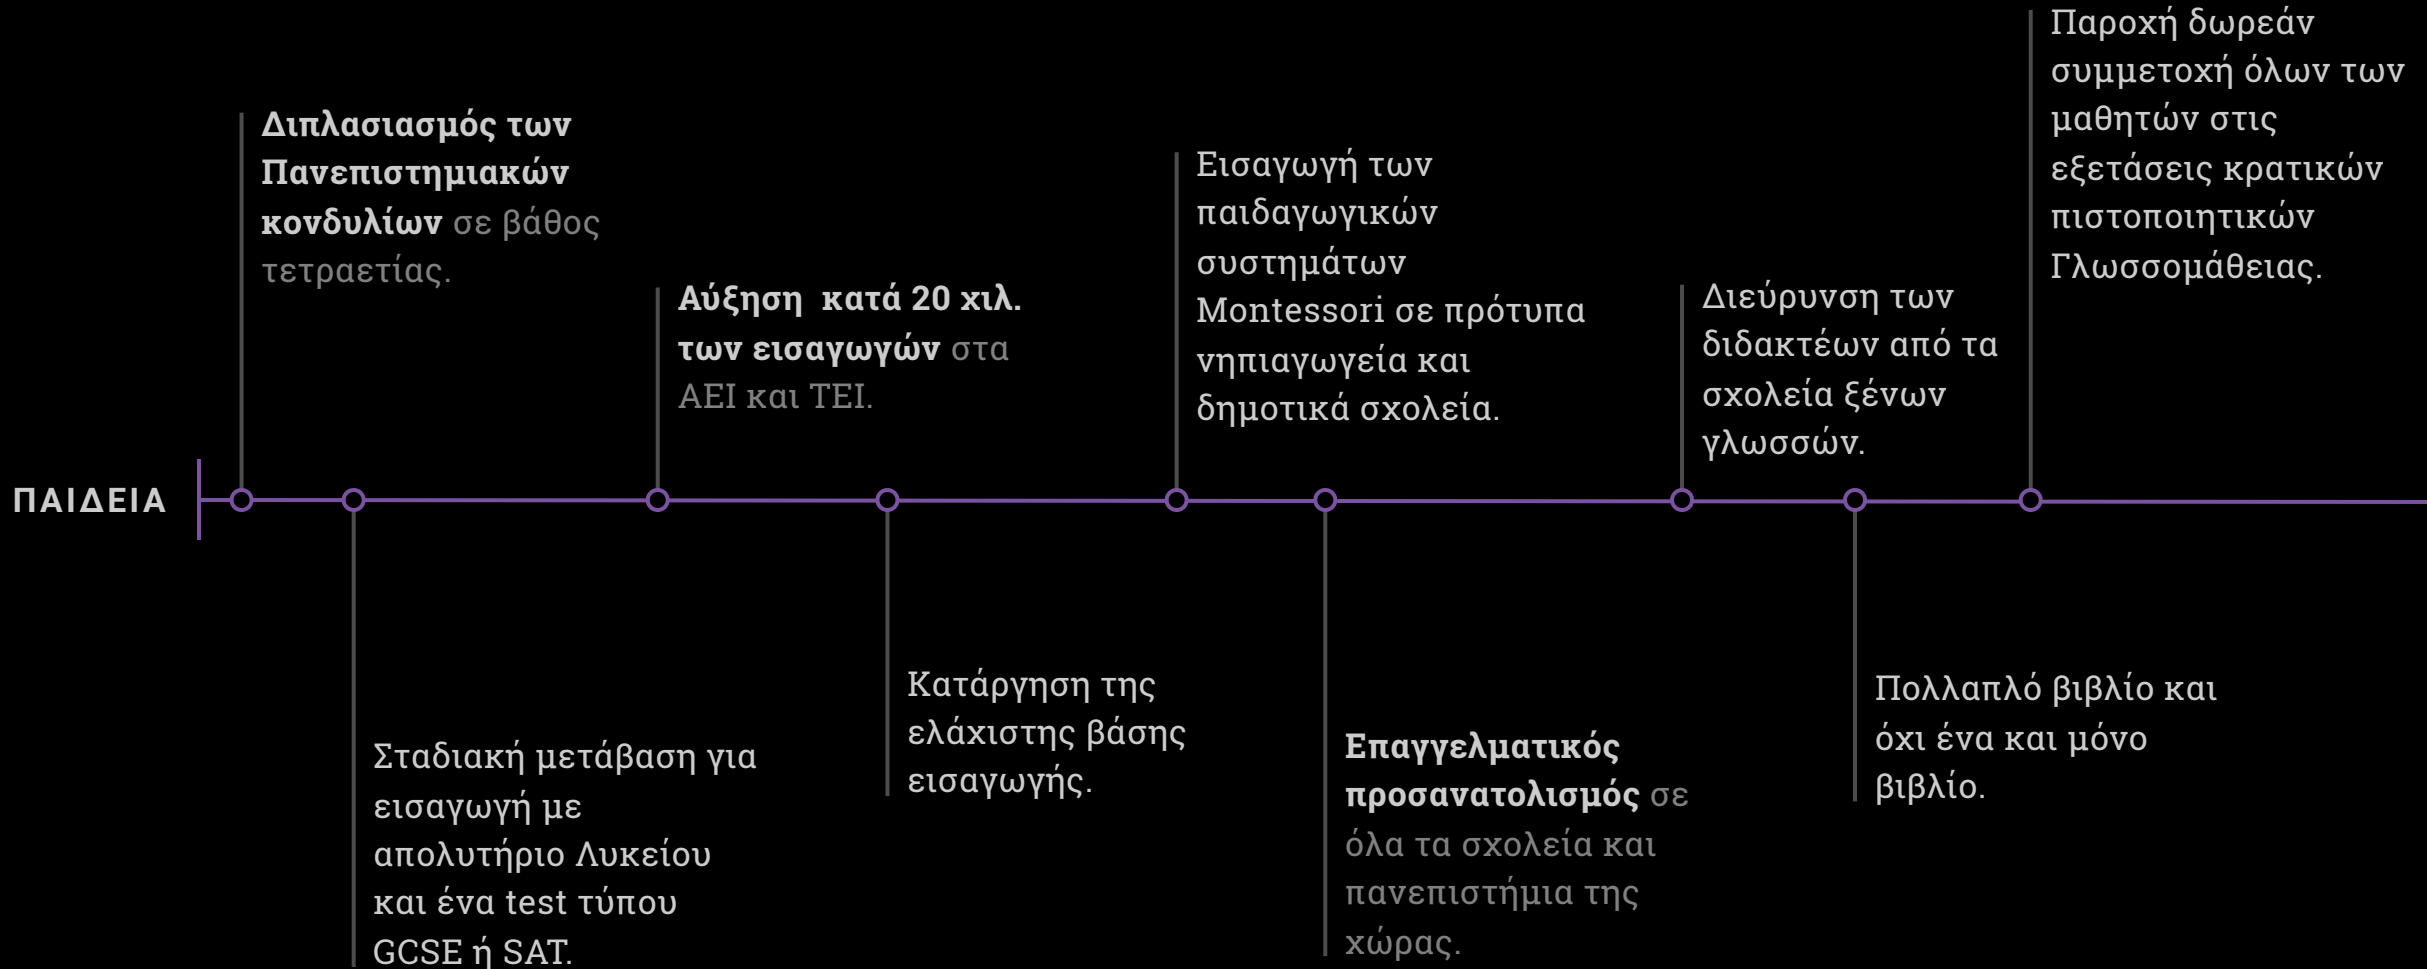 ΠΑΙΔΕΙΑ
Διπλασιασμός των
Πανεπιστημιακών
κονδυλίων σε βάθος
τετραετίας.
Σταδιακή μετάβαση για
εισαγωγή με
απολυτήριο Λυκείου
και ένα test τύπου
GCSE ή SAT.
Αύξηση  κατά 20 χιλ.
των εισαγωγών στα
ΑΕΙ και ΤΕΙ.
Κατάργηση της
ελάχιστης βάσης
εισαγωγής.
Εισαγωγή των
παιδαγωγικών
συστημάτων
Montessori σε πρότυπα
νηπιαγωγεία και
δημοτικά σχολεία.
Επαγγελματικός
προσανατολισμός σε
όλα τα σχολεία και
πανεπιστήμια της
χώρας.
Διεύρυνση των
διδακτέων από τα
σχολεία ξένων
γλωσσών.
Πολλαπλό βιβλίο και
όχι ένα και μόνο
βιβλίο.
Παροχή δωρεάν
συμμετοχή όλων των
μαθητών στις
εξετάσεις κρατικών
πιστοποιητικών
Γλωσσομάθειας.